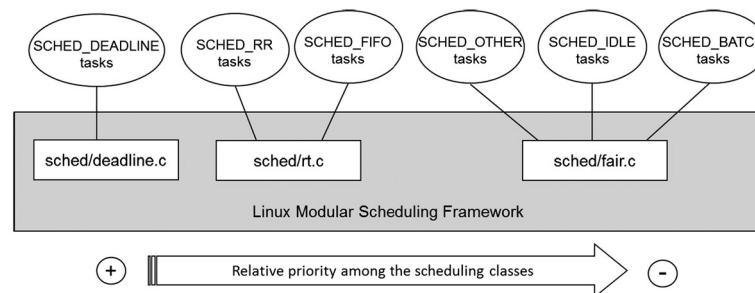 SCHED_DEADLINE
tasks
SCHED_RR
tasks
SCHED_FIFO
tasks
SCHED_OTHER
tasks
SCHED_IDLE
tasks
SCHED_BATC
tasks
sched/deadline.c
sched/rt.c
sched/fair.c
Linux Modular Scheduling Framework
+
Relative priority among the scheduling classes
-